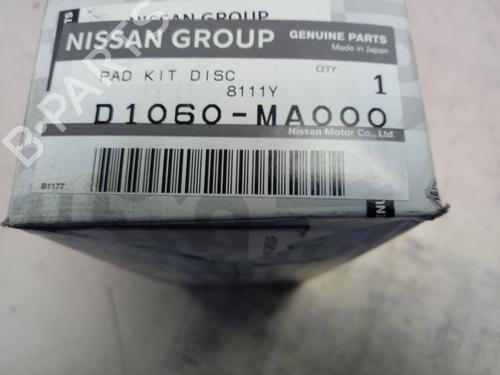 NISSAN GROUP
GENUINE PARTS
Made in Japan
PAD KIT DISC
QTY
8111Y
1
D1060-MA000
Nissan Motor Co., Ltd.
B1177
B-PARTS